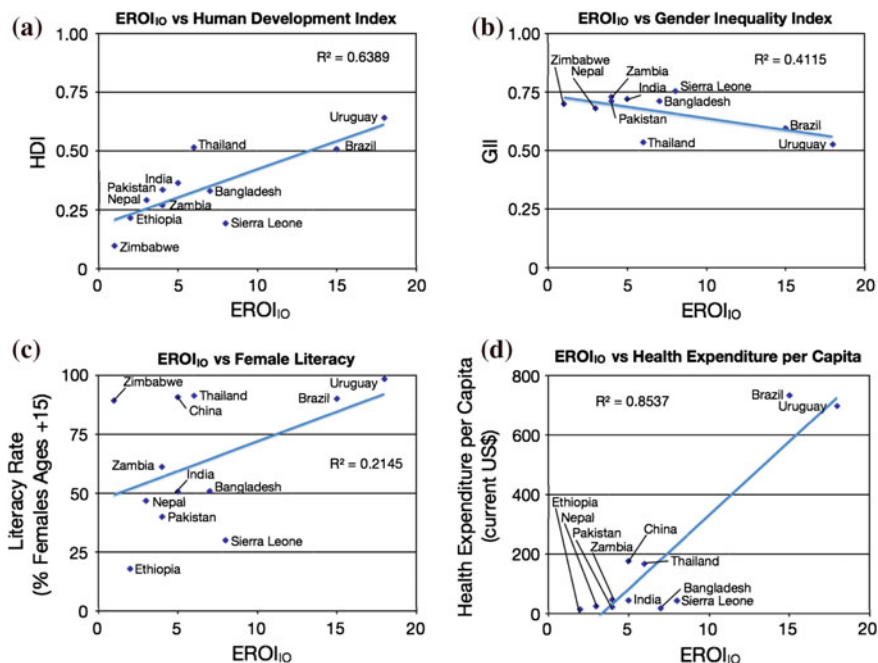 (a)
EROI_IO vs Human Development Index
1.00
0.75
0.50
0.25
0
HDI
R² = 0.6389
Uruguay
Thailand
Brazil
India
Pakistan
Bangladesh
Nepal
Zambia
Ethiopia
Sierra Leone
Zimbabwe
0 5 10 15 20
EROI_IO
(b)
EROI_IO vs Gender Inequality Index
1.00
0.75
0.50
0.25
0
GII
Zimbabwe
R² = 0.4115
Nepal
Zambia
India
Sierra Leone
Bangladesh
Pakistan
Brazil
Thailand
Uruguay
0 5 10 15 20
EROI_IO
(c)
EROI_IO vs Female Literacy
100
75
50
25
0
Literacy Rate
(% Females Ages +15)
Zimbabwe
Uruguay
Thailand
Brazil
China
Zambia
R² = 0.2145
India
Bangladesh
Nepal
Pakistan
Sierra Leone
Ethiopia
0 5 10 15 20
EROI_IO
(d)
EROI_IO vs Health Expenditure per Capita
800
600
400
200
0
Health Expenditure per Capita
(current US$)
R² = 0.8537
Brazil
Uruguay
Ethiopia
Nepal
Pakistan
Zambia
China
Thailand
Bangladesh
India
Sierra Leone
0 5 10 15 20
EROI_IO